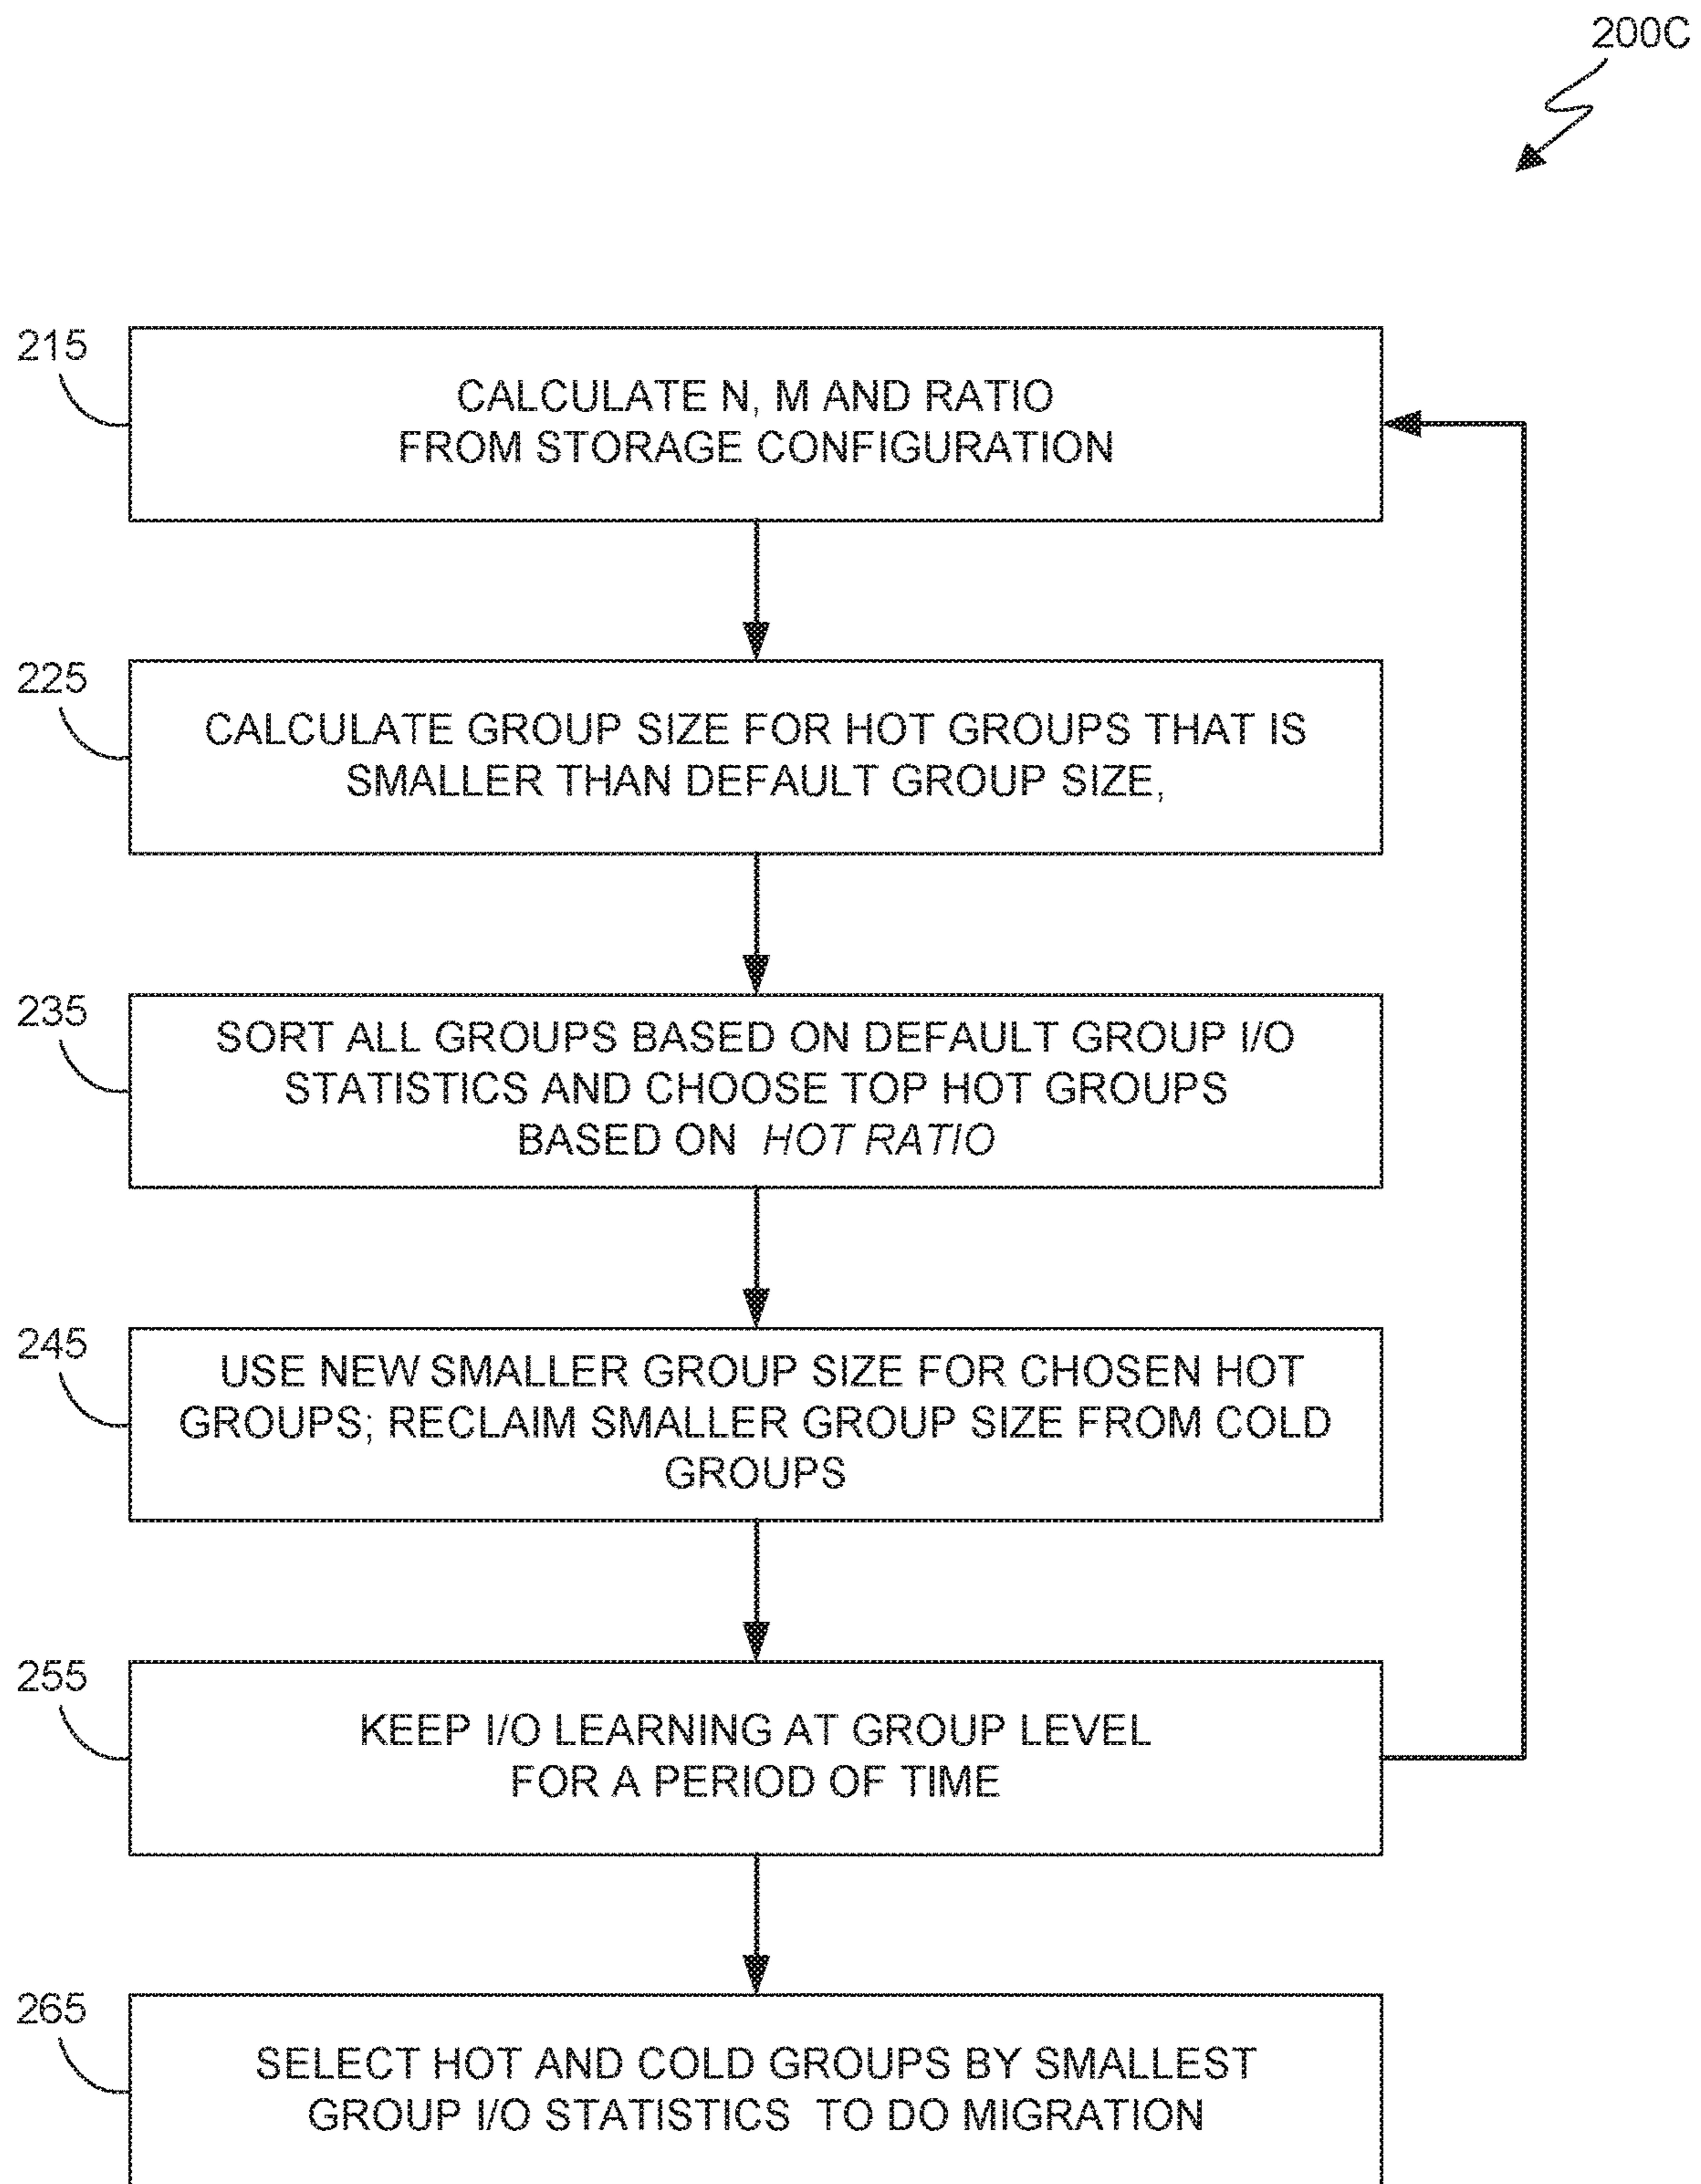 200C
215
CALCULATE N, M AND RATIO
FROM STORAGE CONFIGURATION
225
CALCULATE GROUP SIZE FOR HOT GROUPS THAT IS
SMALLER THAN DEFAULT GROUP SIZE,
235
SORT ALL GROUPS BASED ON DEFAULT GROUP I/O
STATISTICS AND CHOOSE TOP HOT GROUPS
BASED ON HOT RATIO
245
USE NEW SMALLER GROUP SIZE FOR CHOSEN HOT
GROUPS; RECLAIM SMALLER GROUP SIZE FROM COLD
GROUPS
255
KEEP I/O LEARNING AT GROUP LEVEL
FOR A PERIOD OF TIME
265
SELECT HOT AND COLD GROUPS BY SMALLEST
GROUP I/O STATISTICS TO DO MIGRATION